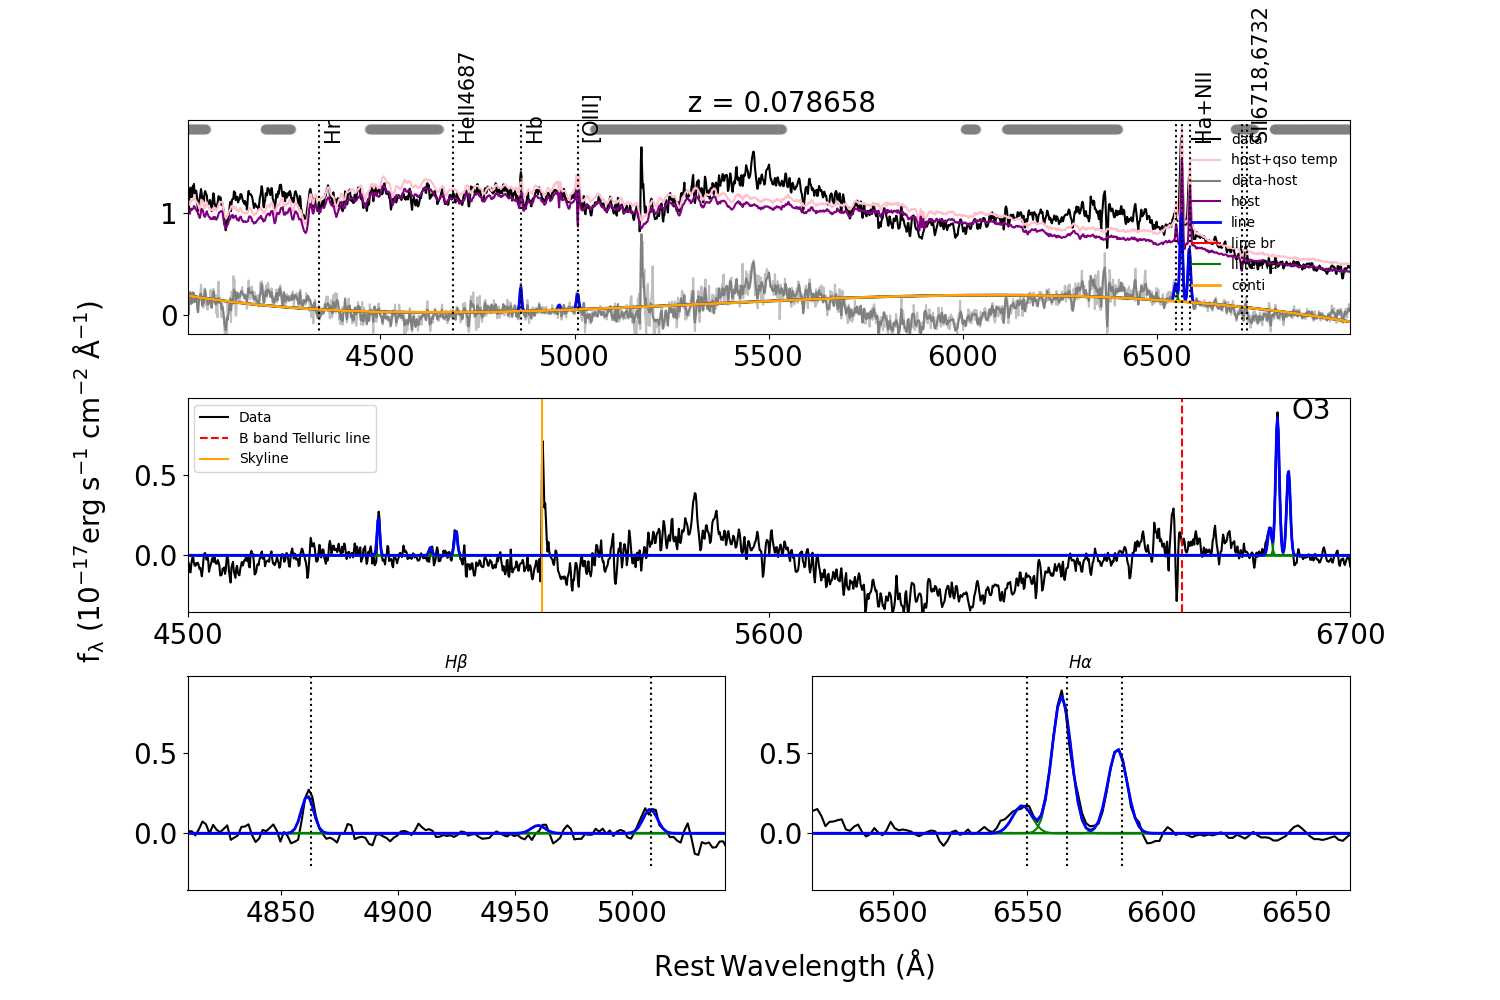 z = 0.078658
Hr
HeII4687
Hb
[OIII]
Ha+NII
SII6718,6732
data
host+qso temp
data-host
host
line
line br
conti
1
0
4500
5000
5500
6000
6500
fλ (10⁻¹⁷erg s⁻¹ cm⁻² Å⁻¹)
Data
B band Telluric line
Skyline
O3
0.5
0.0
4500
5600
6700
Hβ
0.5
0.0
4850
4900
4950
5000
Hα
0.5
0.0
6500
6550
6600
6650
Rest Wavelength (Å)